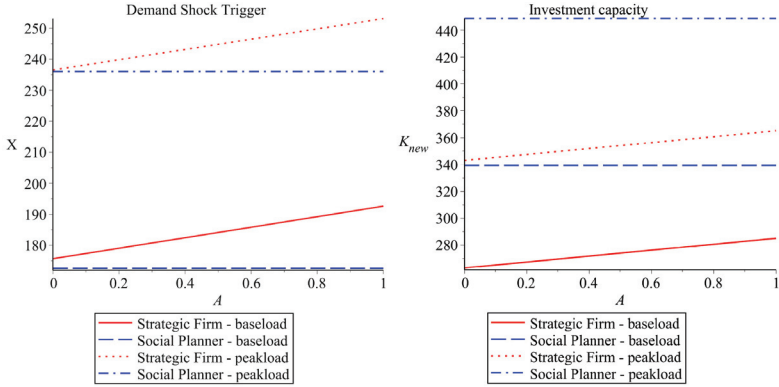 Demand Shock Trigger
250
240
230
220
X
210
200
190
180
0
0.2
0.4
0.6
0.8
1
A
Strategic Firm - baseload
Social Planner - baseload
Strategic Firm - peakload
Social Planner - peakload
Investment capacity
440
420
400
380
K_new
360
340
320
300
280
0
0.2
0.4
0.6
0.8
1
A
Strategic Firm - baseload
Social Planner - baseload
Strategic Firm - peakload
Social Planner - peakload